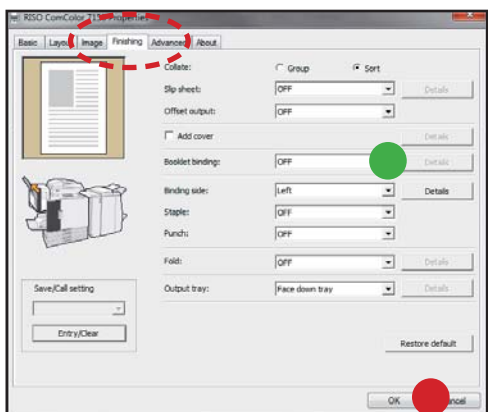 RISO ComColor 7150 Properties
Basic Layout Image Finishing Advanced About
Collate: Group Sort
Slip sheet: OFF Details
Offset output: OFF
Add cover Details
Booklet binding: OFF Details
Binding side: Left Details
Staple: OFF
Punch: OFF
Fold: OFF Details
Save/Call setting Output tray: Face down tray Details
Entry/Clear
Restore default
OK